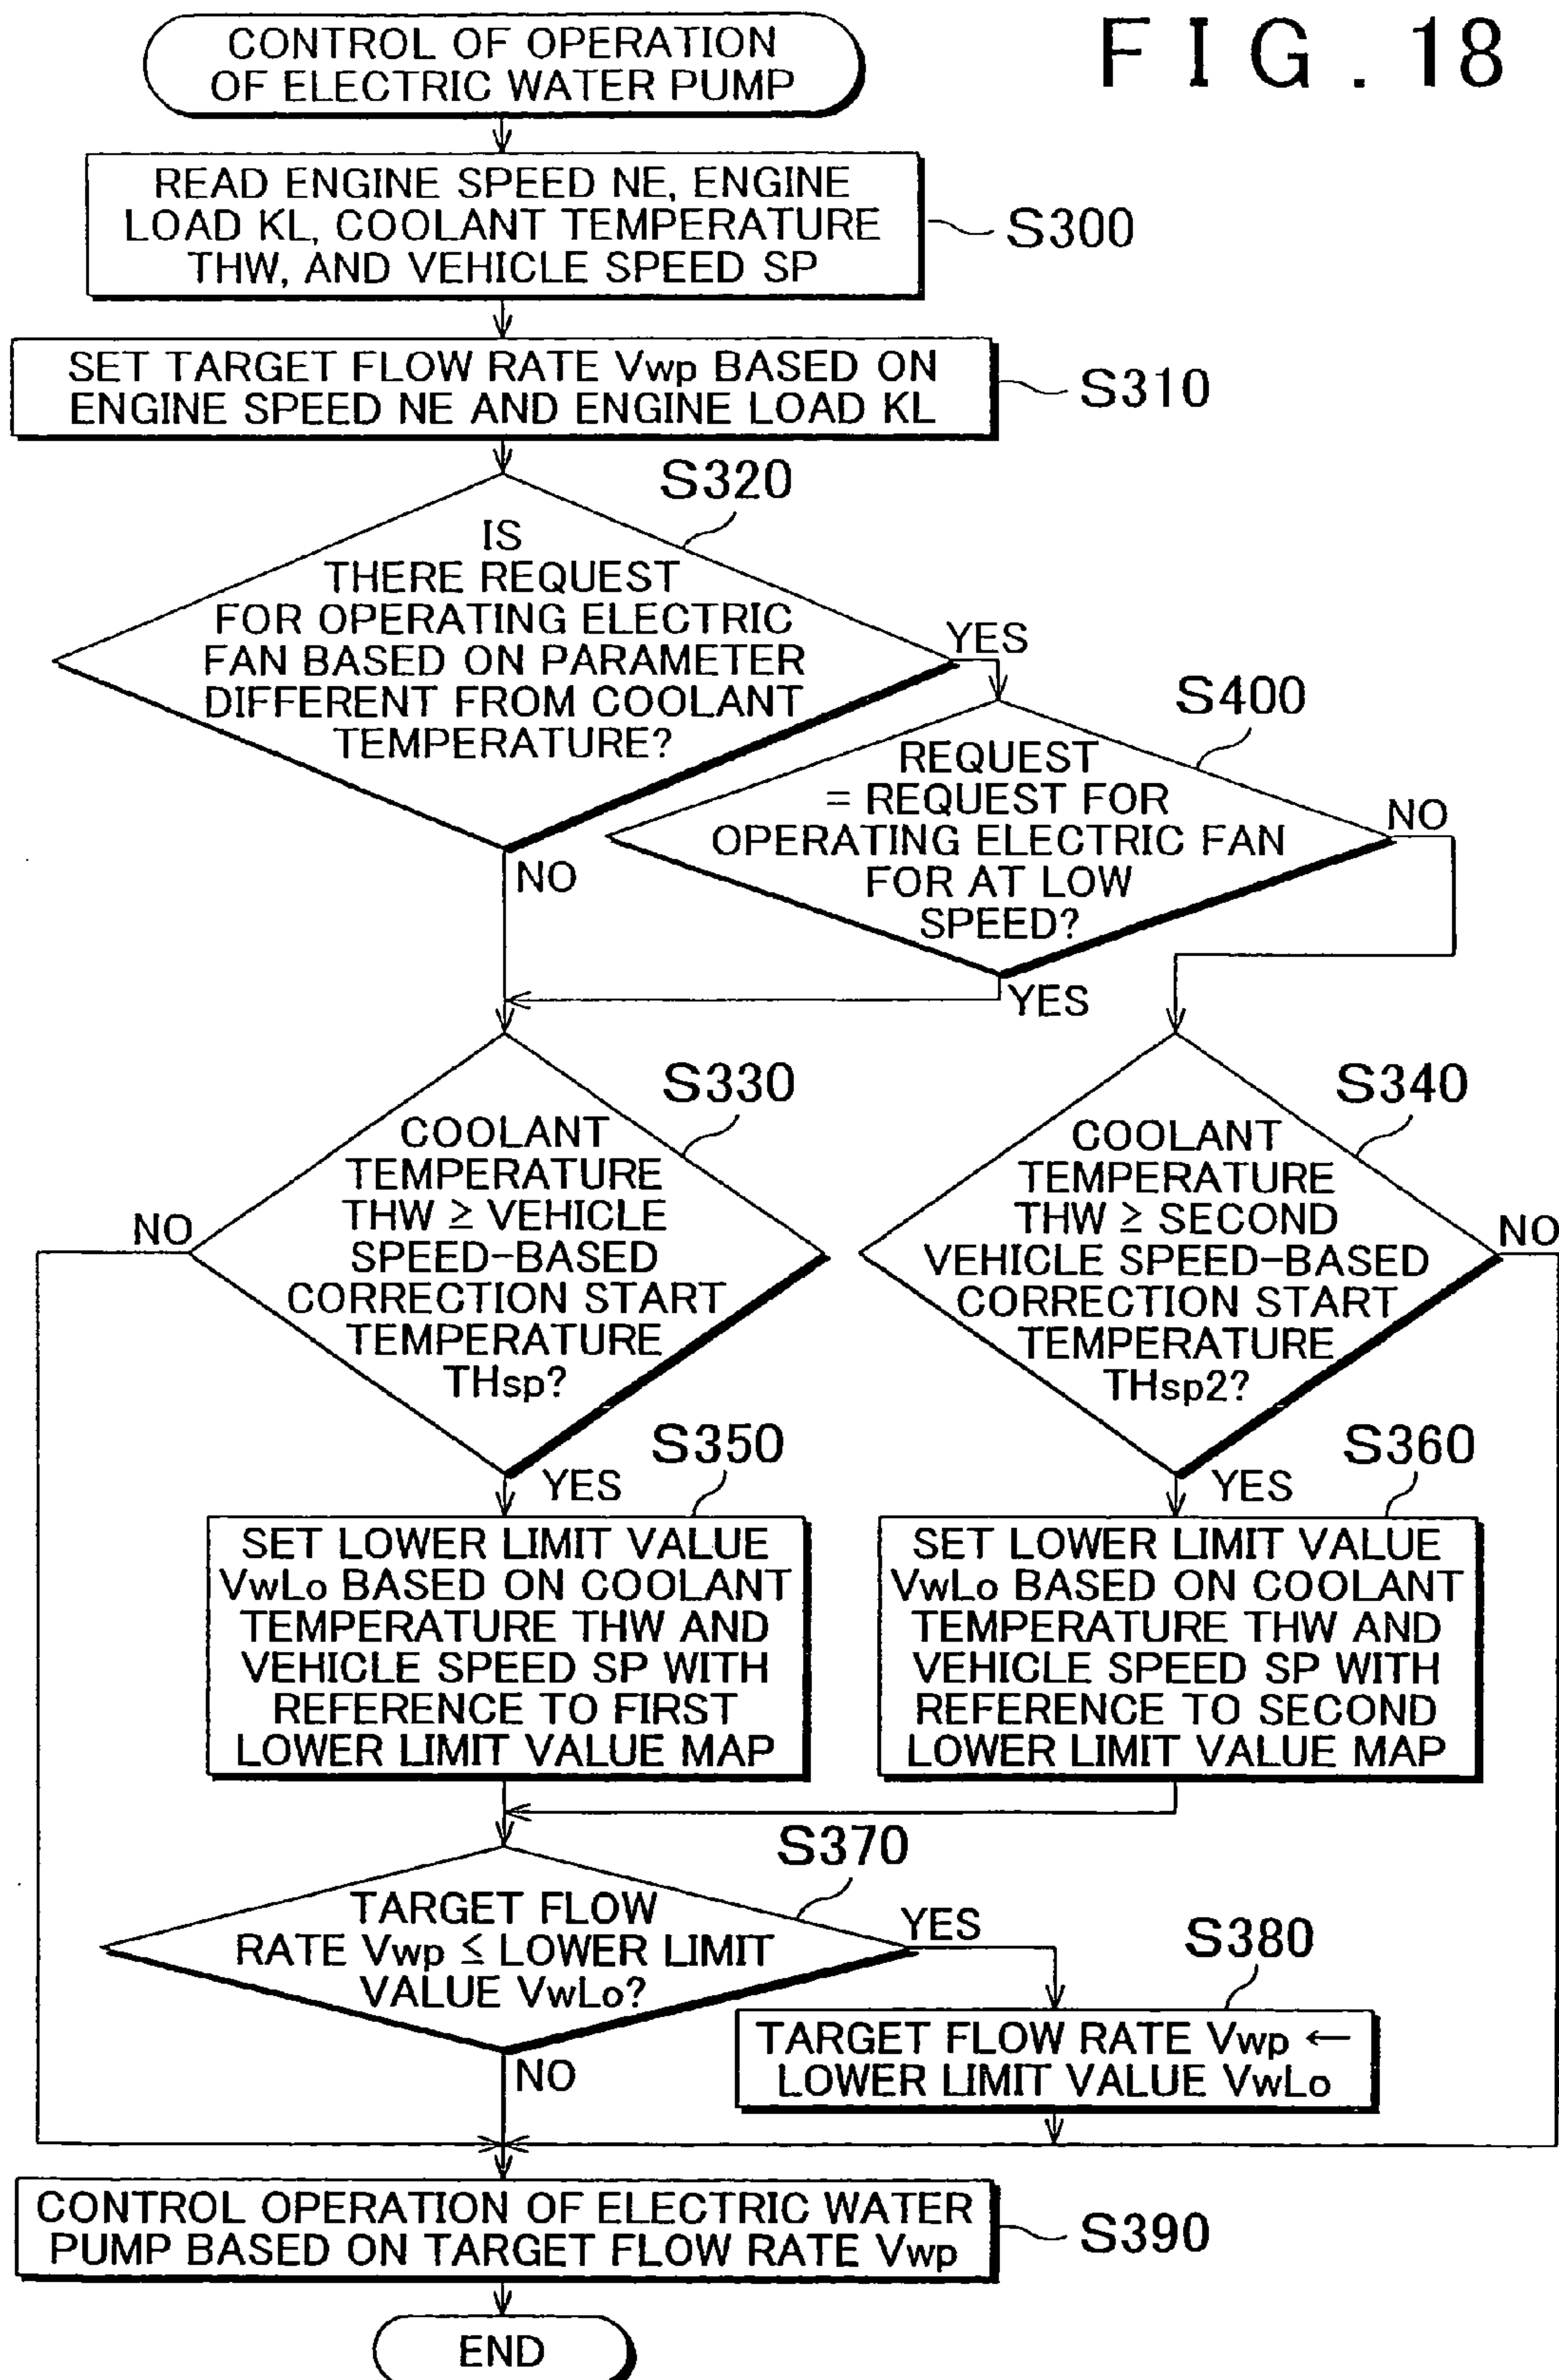 FIG. 18
CONTROL OF OPERATION
OF ELECTRIC WATER PUMP
READ ENGINE SPEED NE, ENGINE
LOAD KL, COOLANT TEMPERATURE
THW, AND VEHICLE SPEED SP
S300
SET TARGET FLOW RATE Vwp BASED ON
ENGINE SPEED NE AND ENGINE LOAD KL
S310
S320
IS
THERE REQUEST
FOR OPERATING ELECTRIC
FAN BASED ON PARAMETER
DIFFERENT FROM COOLANT
TEMPERATURE?
YES
NO
S400
REQUEST
= REQUEST FOR
OPERATING ELECTRIC FAN
FOR AT LOW
SPEED?
NO
YES
S330
COOLANT
TEMPERATURE
THW ≥ VEHICLE
SPEED-BASED
CORRECTION START
TEMPERATURE
THsp?
NO
YES
S340
COOLANT
TEMPERATURE
THW ≥ SECOND
VEHICLE SPEED-BASED
CORRECTION START
TEMPERATURE
THsp2?
NO
YES
S350
SET LOWER LIMIT VALUE
VwLo BASED ON COOLANT
TEMPERATURE THW AND
VEHICLE SPEED SP WITH
REFERENCE TO FIRST
LOWER LIMIT VALUE MAP
S360
SET LOWER LIMIT VALUE
VwLo BASED ON COOLANT
TEMPERATURE THW AND
VEHICLE SPEED SP WITH
REFERENCE TO SECOND
LOWER LIMIT VALUE MAP
S370
TARGET FLOW
RATE Vwp ≤ LOWER LIMIT
VALUE VwLo?
YES
NO
S380
TARGET FLOW RATE Vwp ←
LOWER LIMIT VALUE VwLo
CONTROL OPERATION OF ELECTRIC WATER
PUMP BASED ON TARGET FLOW RATE Vwp
S390
END